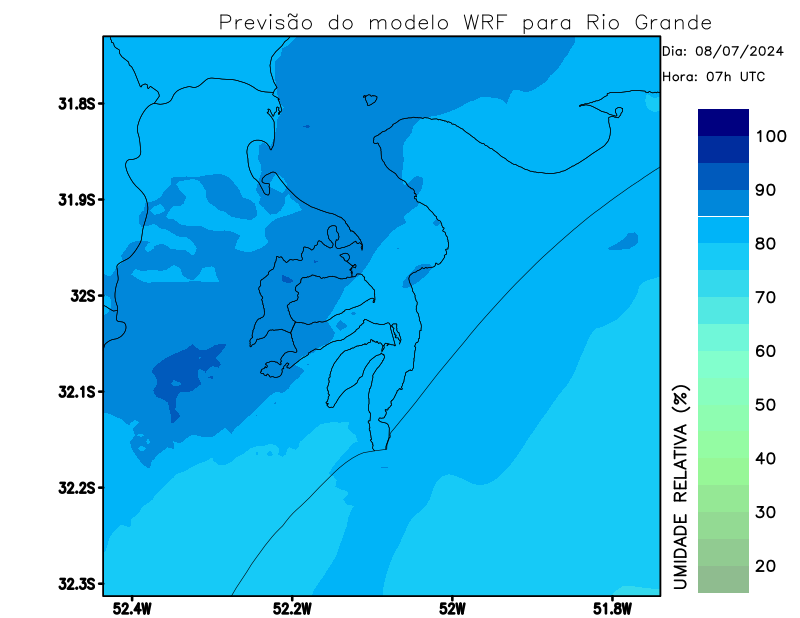 Previsão do modelo WRF para Rio Grande
Dia: 08/07/2024
Hora: 07h UTC
31.8S
31.9S
32S
32.1S
32.2S
32.3S
52.4W
52.2W
52W
51.8W
100
90
80
70
60
50
40
30
20
UMIDADE RELATIVA (%)